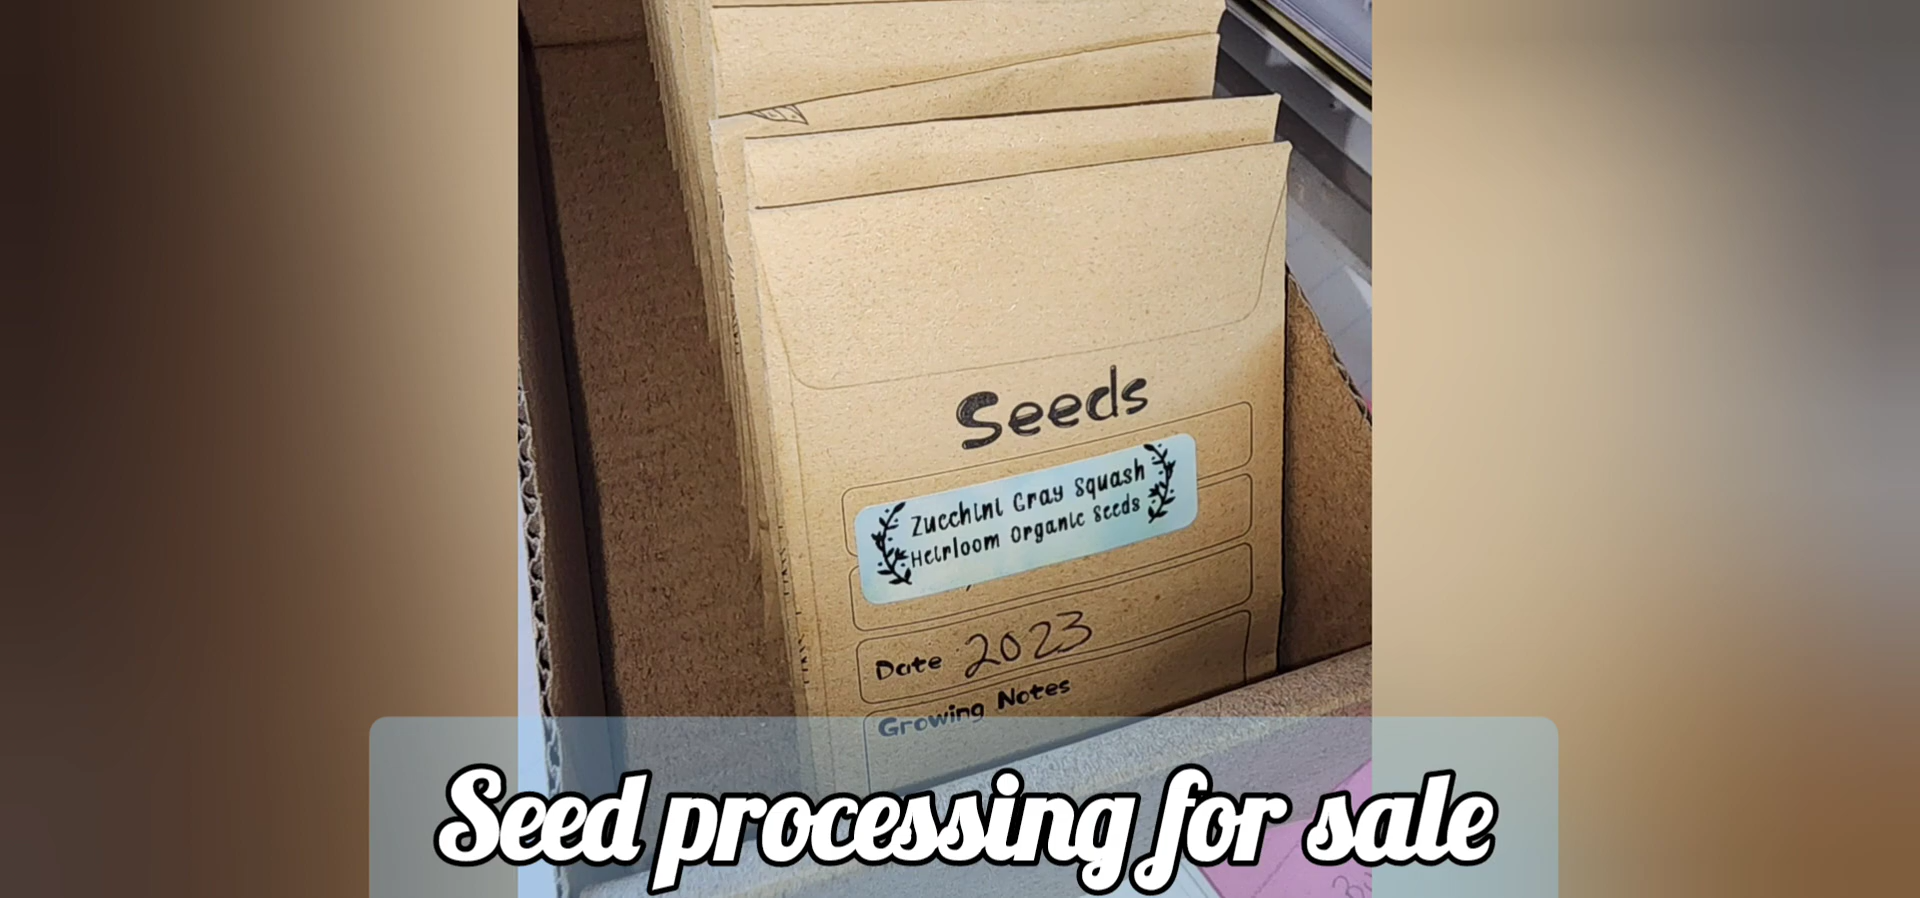 Seeds
Zucchini Gray Squash
Heirloom Organic Seeds
Date 2023
Growing Notes
Seed processing for sale